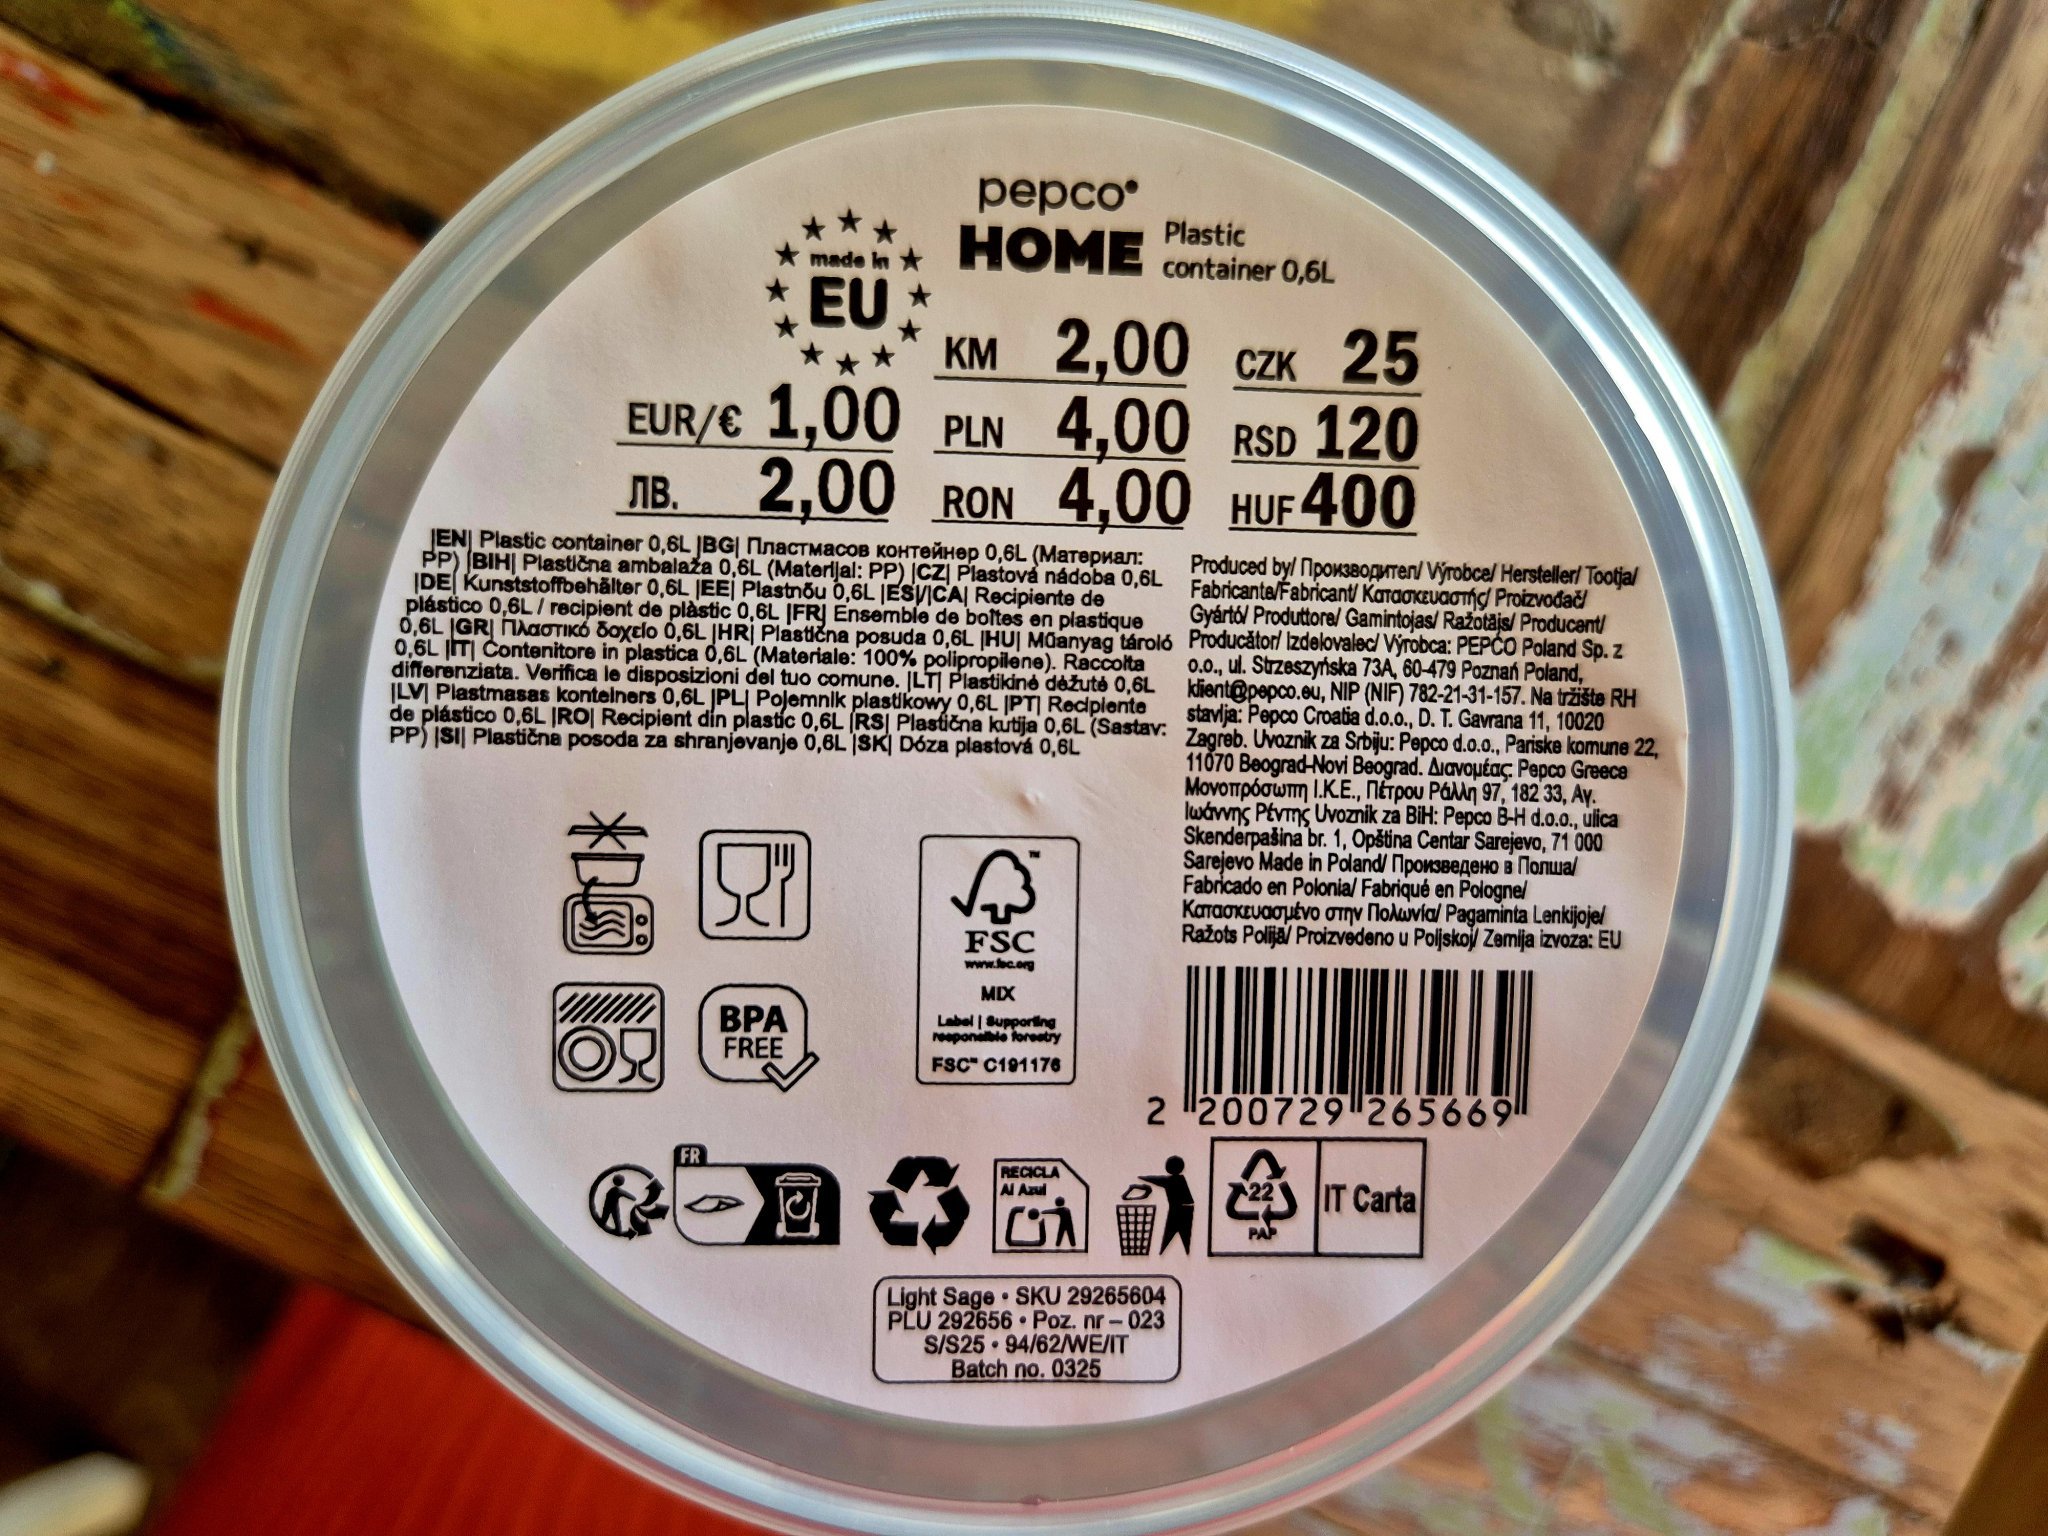 pepco
HOME
Plastic
container 0,6L
made in
EU
KM 2,00
CZK 25
EUR/€ 1,00
PLN 4,00
RSD 120
ЛВ. 2,00
RON 4,00
HUF 400
|EN| Plastic container 0,6L |BG| Пластмасов контейнер 0,6L (Материал:
PP) |BIH| Plastična ambalaža 0,6L (Materijal: PP) |CZ| Plastová nádoba 0,6L
|DE| Kunststoffbehälter 0,6L |EE| Plastnõu 0,6L |ES|/|CA| Recipiente de
plástico 0,6L / recipient de plàstic 0,6L |FR| Ensemble de boîtes en plastique
0,6L |GR| Πλαστικό δοχείο 0,6L |HR| Plastična posuda 0,6L |HU| Műanyag tároló
0,6L |IT| Contenitore in plastica 0,6L (Materiale: 100% polipropilene). Raccolta
differenziata. Verifica le disposizioni del tuo comune. |LT| Plastikinė dėžutė 0,6L
|LV| Plastmasas konteiners 0,6L |PL| Pojemnik plastikowy 0,6L |PT| Recipiente
de plástico 0,6L |RO| Recipient din plastic 0,6L |RS| Plastična kutija 0,6L (Sastav:
PP) |SI| Plastična posoda za shranjevanje 0,6L |SK| Dóza plastová 0,6L
Produced by/ Производител/ Výrobce/ Hersteller/ Tootja/
Fabricante/Fabricant/ Κατασκευαστής/ Proizvođač/
Gyártó/ Produttore/ Gamintojas/ Ražotājs/ Producent/
Producător/ Izdelovalec/ Výrobca: PEPCO Poland Sp. z
o.o., ul. Strzeszyńska 73A, 60-479 Poznań Poland,
klient@pepco.eu, NIP (NIF) 782-21-31-157. Na tržište RH
stavlja: Pepco Croatia d.o.o., D. T. Gavrana 11, 10020
Zagreb. Uvoznik za Srbiju: Pepco d.o.o., Pariske komune 22,
11070 Beograd-Novi Beograd. Διανομέας: Pepco Greece
Μονοπρόσωπη Ι.Κ.Ε., Πέτρου Ράλλη 97, 182 33, Αγ.
Ιωάννης Ρέντης Uvoznik za BiH: Pepco B-H d.o.o., ulica
Skenderpašina br. 1, Opština Centar Sarajevo, 71 000
Sarajevo Made in Poland/ Произведено в Полша/
Fabricado en Polonia/ Fabriqué en Pologne/
Κατασκευασμένο στην Πολωνία/ Pagaminta Lenkijoje/
Ražots Polijā/ Proizvedeno u Poljskoj/ Zemlja izvoza: EU
BPA
FREE
FSC
www.fsc.org
MIX
Label | Supporting
responsible forestry
FSC™ C191176
2 200729 265669
FR
RECICLA
Al Azul
22
PAP
IT Carta
Light Sage • SKU 29265604
PLU 292656 • Poz. nr – 023
S/S25 • 94/62/WE/IT
Batch no. 0325